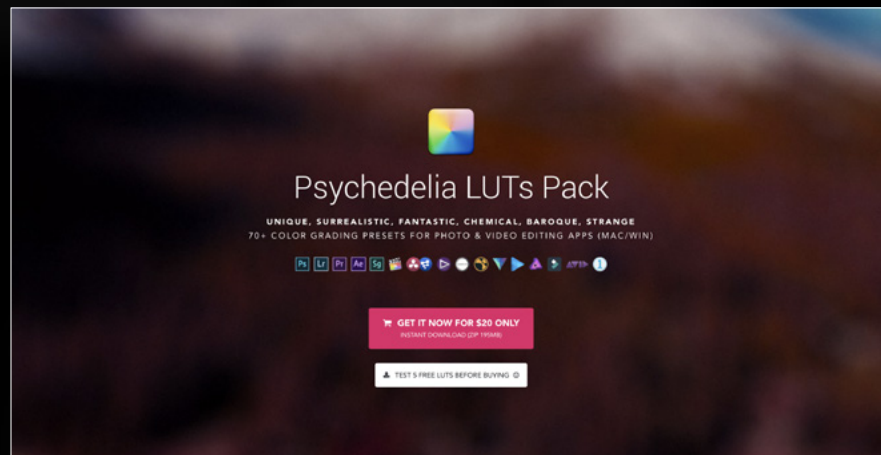 Psychedelia LUTs Pack
UNIQUE, SURREALISTIC, FANTASTIC, CHEMICAL, BAROQUE, STRANGE
70+ COLOR GRADING PRESETS FOR PHOTO & VIDEO EDITING APPS (MAC/WIN)
Ps Lr Pr Ae Sg
GET IT NOW FOR $20 ONLY
INSTANT DOWNLOAD (ZIP 195MB)
TEST 5 FREE LUTS BEFORE BUYING